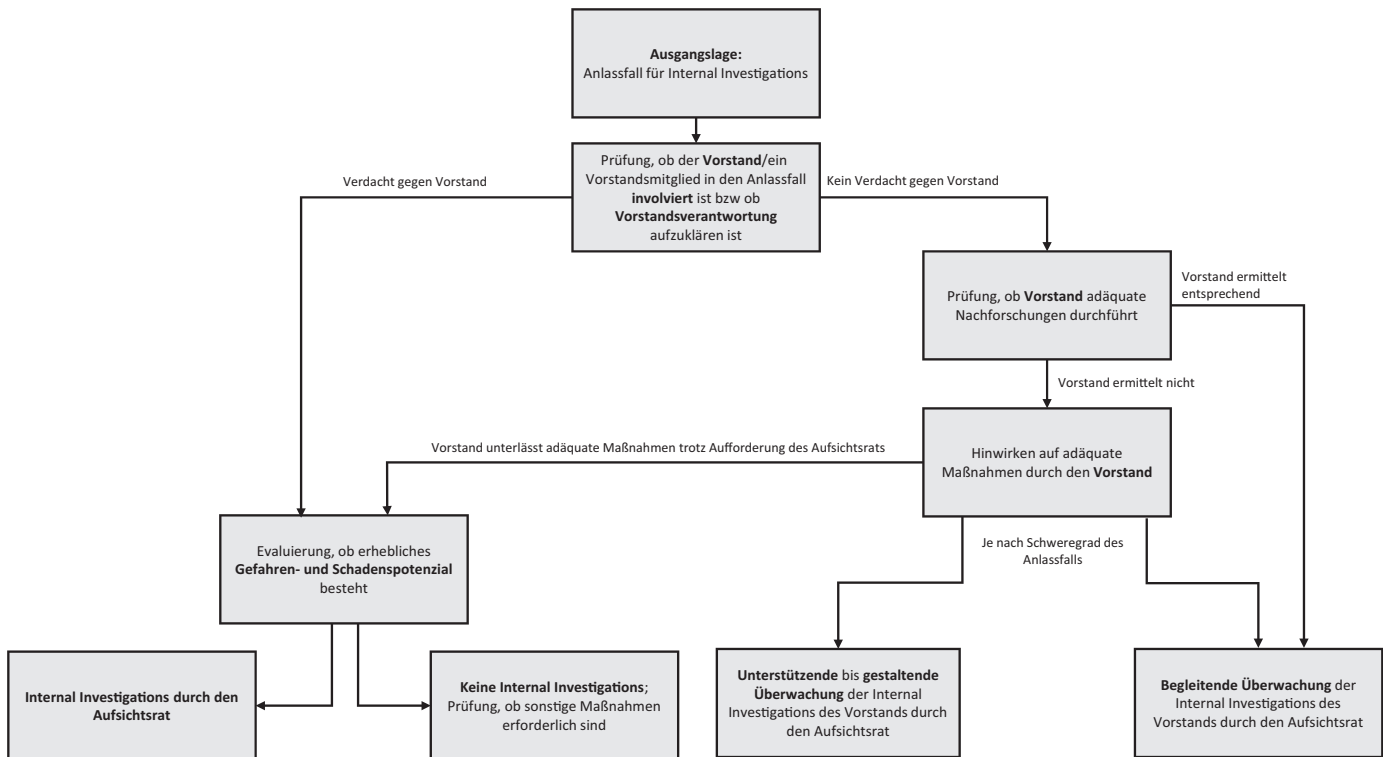 Ausgangslage:
Anlassfall für Internal Investigations
Prüfung, ob der Vorstand/ein
Vorstandsmitglied in den Anlassfall
involviert ist bzw ob
Vorstandsverantwortung
aufzuklären ist
Verdacht gegen Vorstand
Kein Verdacht gegen Vorstand
Prüfung, ob Vorstand adäquate
Nachforschungen durchführt
Vorstand ermittelt
entsprechend
Vorstand ermittelt nicht
Hinwirken auf adäquate
Maßnahmen durch den Vorstand
Vorstand unterlässt adäquate Maßnahmen trotz Aufforderung des Aufsichtsrats
Je nach Schweregrad des
Anlassfalls
Evaluierung, ob erhebliches
Gefahren- und Schadenspotenzial
besteht
Internal Investigations durch den
Aufsichtsrat
Keine Internal Investigations;
Prüfung, ob sonstige Maßnahmen
erforderlich sind
Unterstützende bis gestaltende
Überwachung der Internal
Investigations des Vorstands durch
den Aufsichtsrat
Begleitende Überwachung der
Internal Investigations des
Vorstands durch den Aufsichtsrat